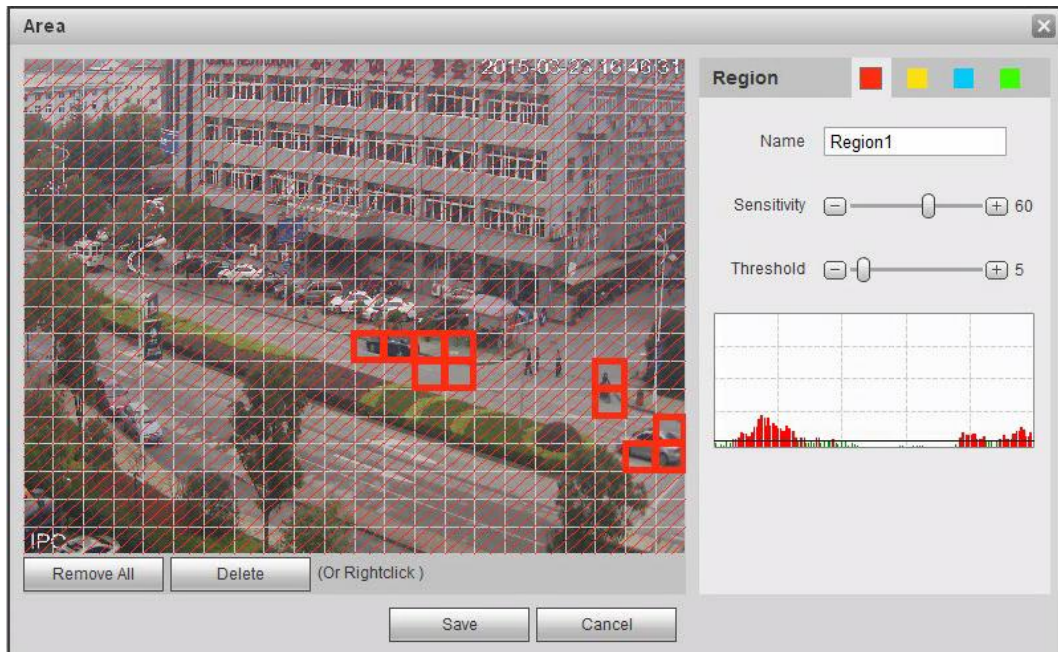 Area
2015-03-23 16:46:31
IPC
Region
Name
Region1
Sensitivity
60
Threshold
5
Remove All
Delete
(Or Rightclick )
Save
Cancel